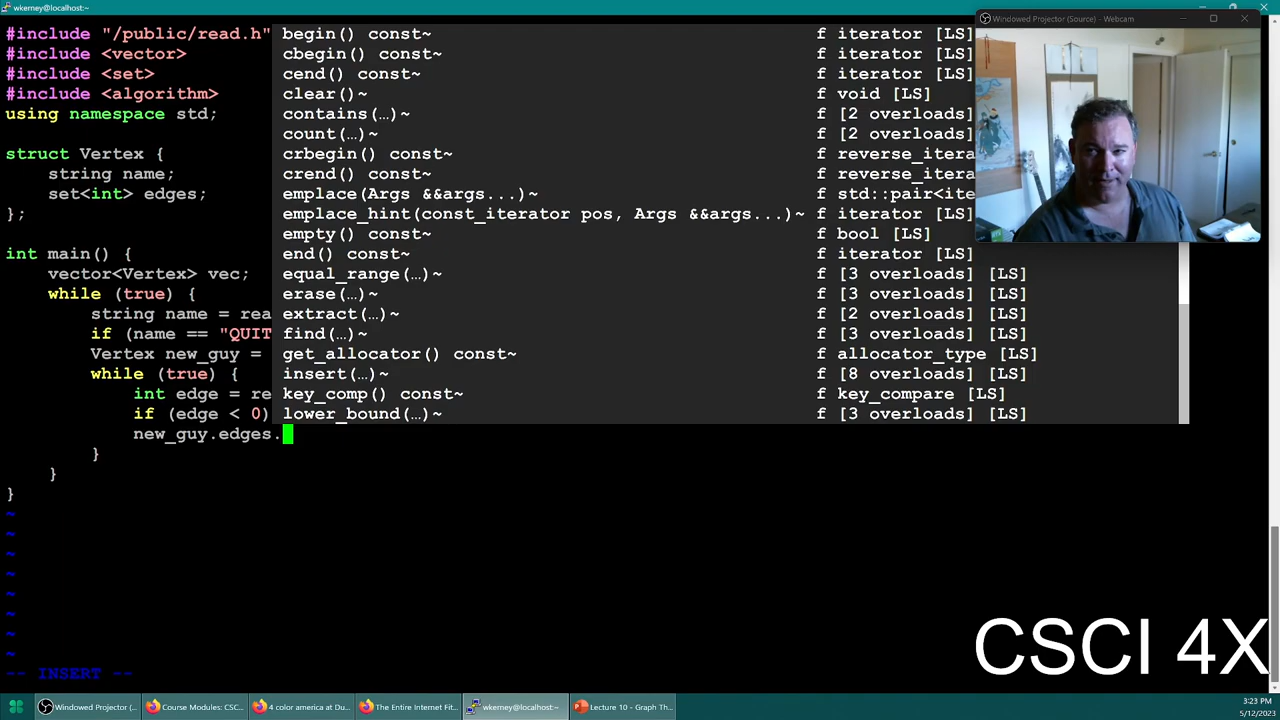 wkerney@localhost:~
#include "/public/read.h"
#include <vector>
#include <set>
#include <algorithm>
using namespace std;
struct Vertex {
string name;
set<int> edges;
};
int main() {
vector<Vertex> vec;
while (true) {
string name = rea
if (name == "QUIT
Vertex new_guy =
while (true) {
int edge = re
if (edge < 0)
new_guy.edges.
}
}
}
~
~
~
~
~
~
~
~
-- INSERT --
begin() const~ f iterator [LS]
cbegin() const~ f iterator [LS]
cend() const~ f iterator [LS]
clear()~ f void [LS]
contains(…)~ f [2 overloads]
count(…)~ f [2 overloads]
crbegin() const~ f reverse_itera
crend() const~ f reverse_itera
emplace(Args &&args...)~ f std::pair<ite
emplace_hint(const_iterator pos, Args &&args...)~ f iterator [LS]
empty() const~ f bool [LS]
end() const~ f iterator [LS]
equal_range(…)~ f [3 overloads] [LS]
erase(…)~ f [3 overloads] [LS]
extract(…)~ f [2 overloads] [LS]
find(…)~ f [3 overloads] [LS]
get_allocator() const~ f allocator_type [LS]
insert(…)~ f [8 overloads] [LS]
key_comp() const~ f key_compare [LS]
lower_bound(…)~ f [3 overloads] [LS]
Windowed Projector (Source) - Webcam
CSCI 4X
Windowed Projector (...
Course Modules: CSC...
4 color america at Du...
The Entire Internet Fit...
wkerney@localhost:~
Lecture 10 - Graph Th...
3:23 PM
5/12/2023